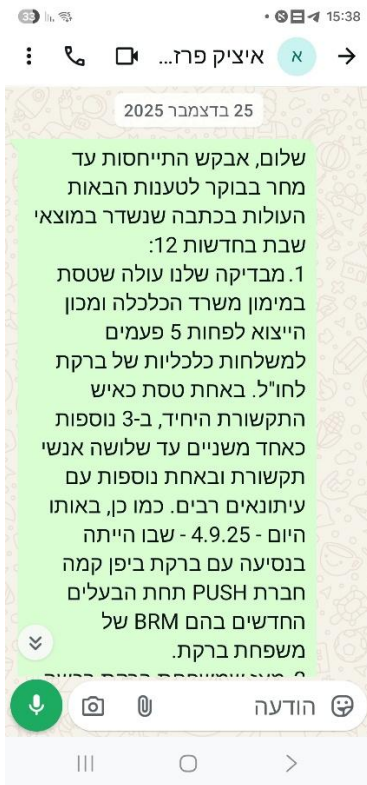 33 15:38
איציק פרז...
א
25 בדצמבר 2025
שלום, אבקש התייחסות עד
מחר בבוקר לטענות הבאות
העולות בכתבה שנשדר במוצאי
שבת בחדשות 12:
1. מבדיקה שלנו עולה שטסת
במימון משרד הכלכלה ומכון
הייצוא לפחות 5 פעמים
למשלחות כלכליות של ברקת
לחו"ל. באחת טסת כאיש
התקשורת היחיד, ב-3 נוספות
כאחד משניים עד שלושה אנשי
תקשורת ובאחת נוספות עם
עיתונאים רבים. כמו כן, באותו
היום - 4.9.25 - שבו הייתה
בנסיעה עם ברקת ביפן קמה
חברת PUSH תחת הבעלים
החדשים בהם BRM של
משפחת ברקת.
הודעה